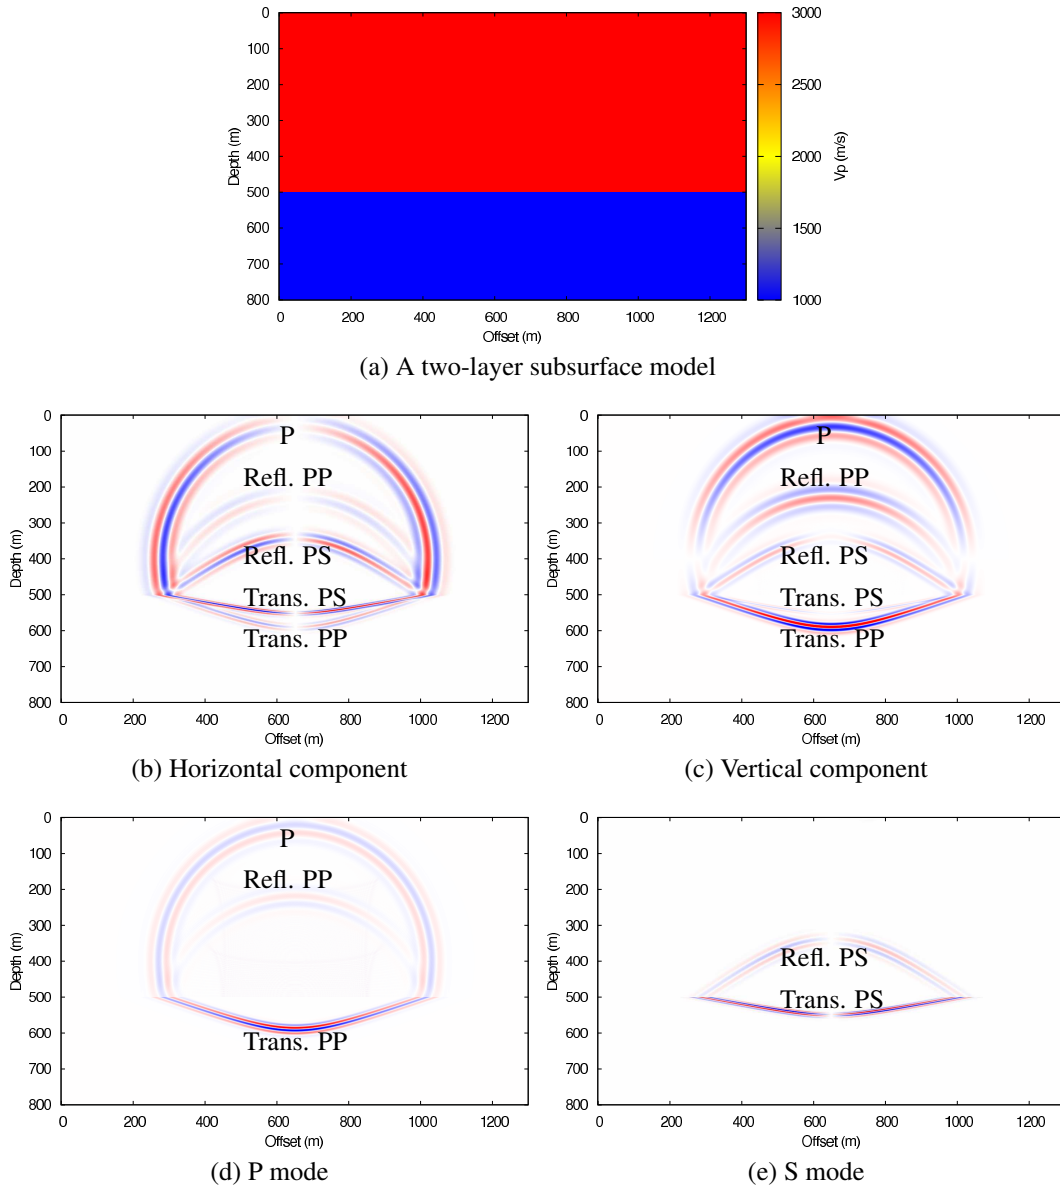 0
100
200
300
400
500
600
700
800
Depth (m)
0 200 400 600 800 1000 1200
Offset (m)
3000
2500
2000
1500
1000
Vp (m/s)
(a) A two-layer subsurface model
0
100
200
300
400
500
600
700
800
Depth (m)
0 200 400 600 800 1000 1200
Offset (m)
P
Refl. PP
Refl. PS
Trans. PS
Trans. PP
(b) Horizontal component
0
100
200
300
400
500
600
700
800
Depth (m)
0 200 400 600 800 1000 1200
Offset (m)
P
Refl. PP
Refl. PS
Trans. PS
Trans. PP
(c) Vertical component
0
100
200
300
400
500
600
700
800
Depth (m)
0 200 400 600 800 1000 1200
Offset (m)
P
Refl. PP
Trans. PP
(d) P mode
0
100
200
300
400
500
600
700
800
Depth (m)
0 200 400 600 800 1000 1200
Offset (m)
Refl. PS
Trans. PS
(e) S mode